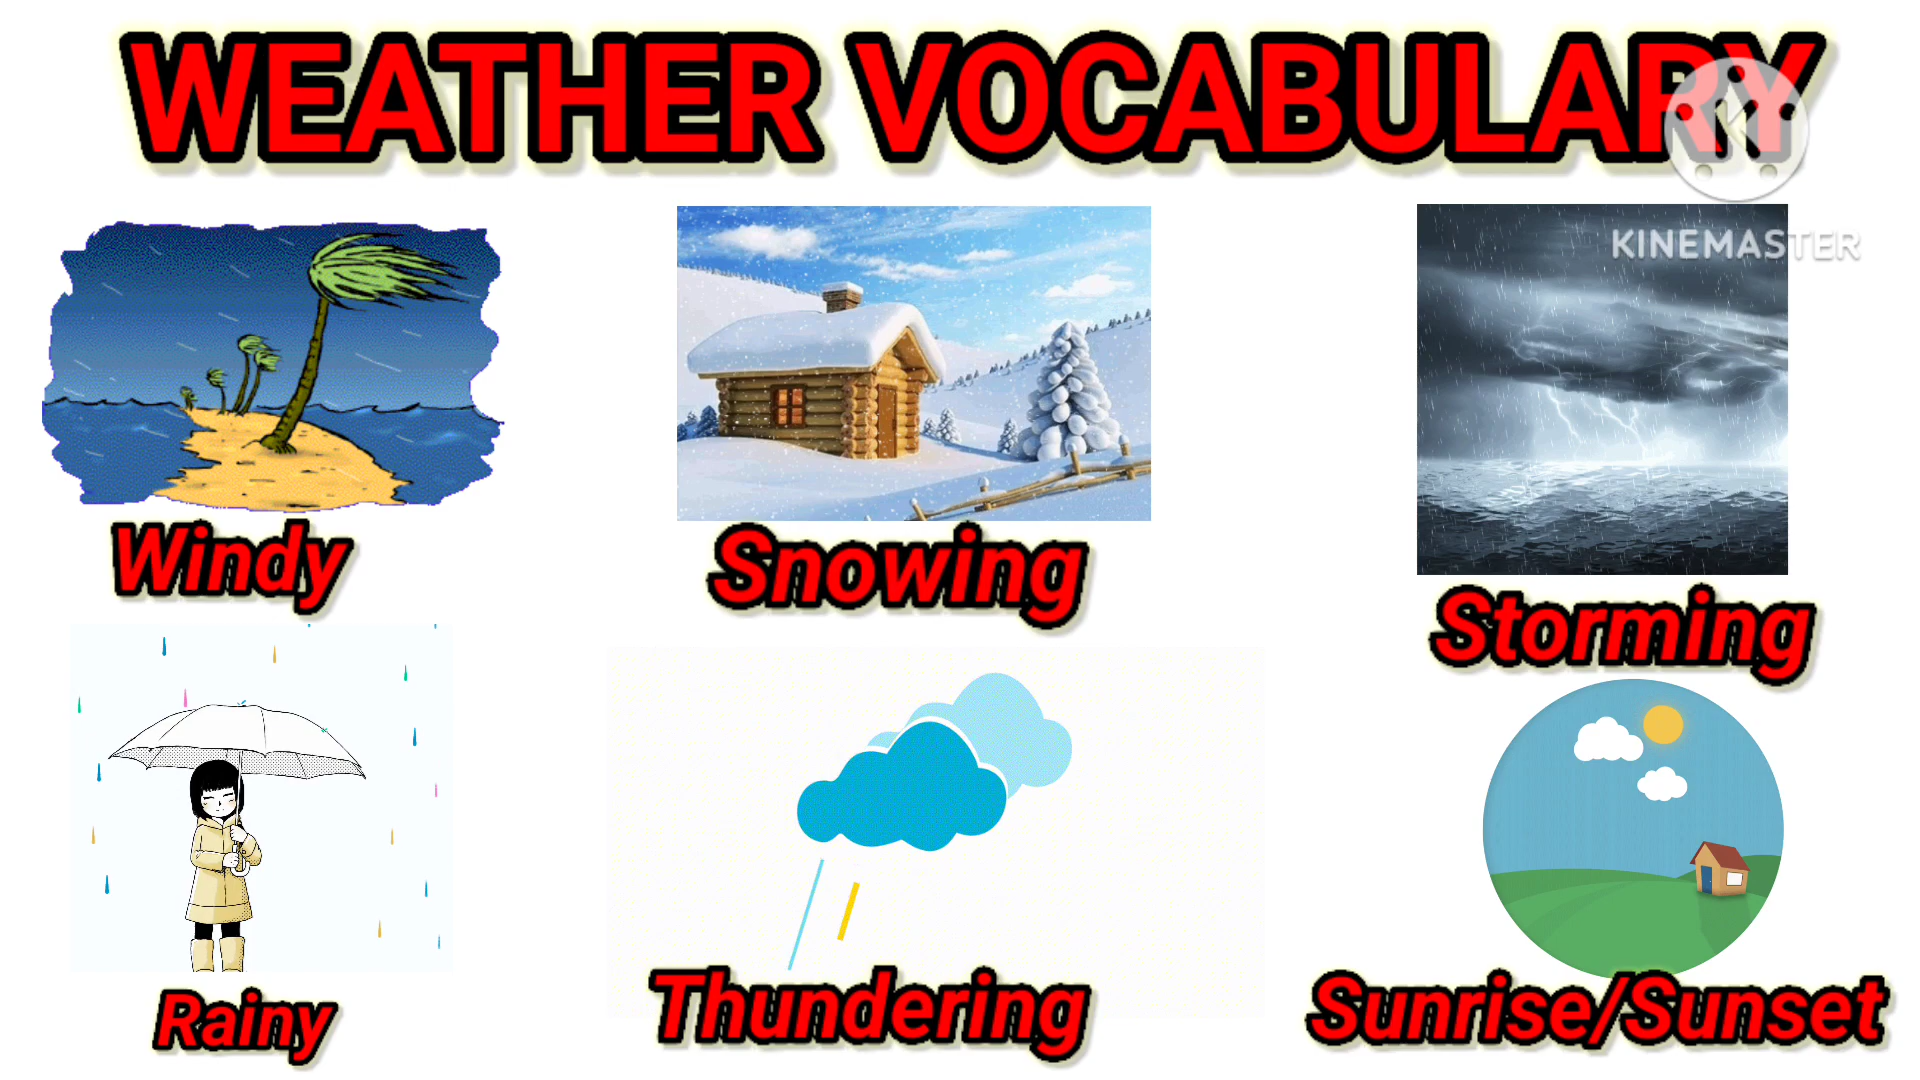 WEATHER VOCABULARY
KINEMASTER
Windy
Snowing
Storming
Rainy
Thundering
Sunrise/Sunset